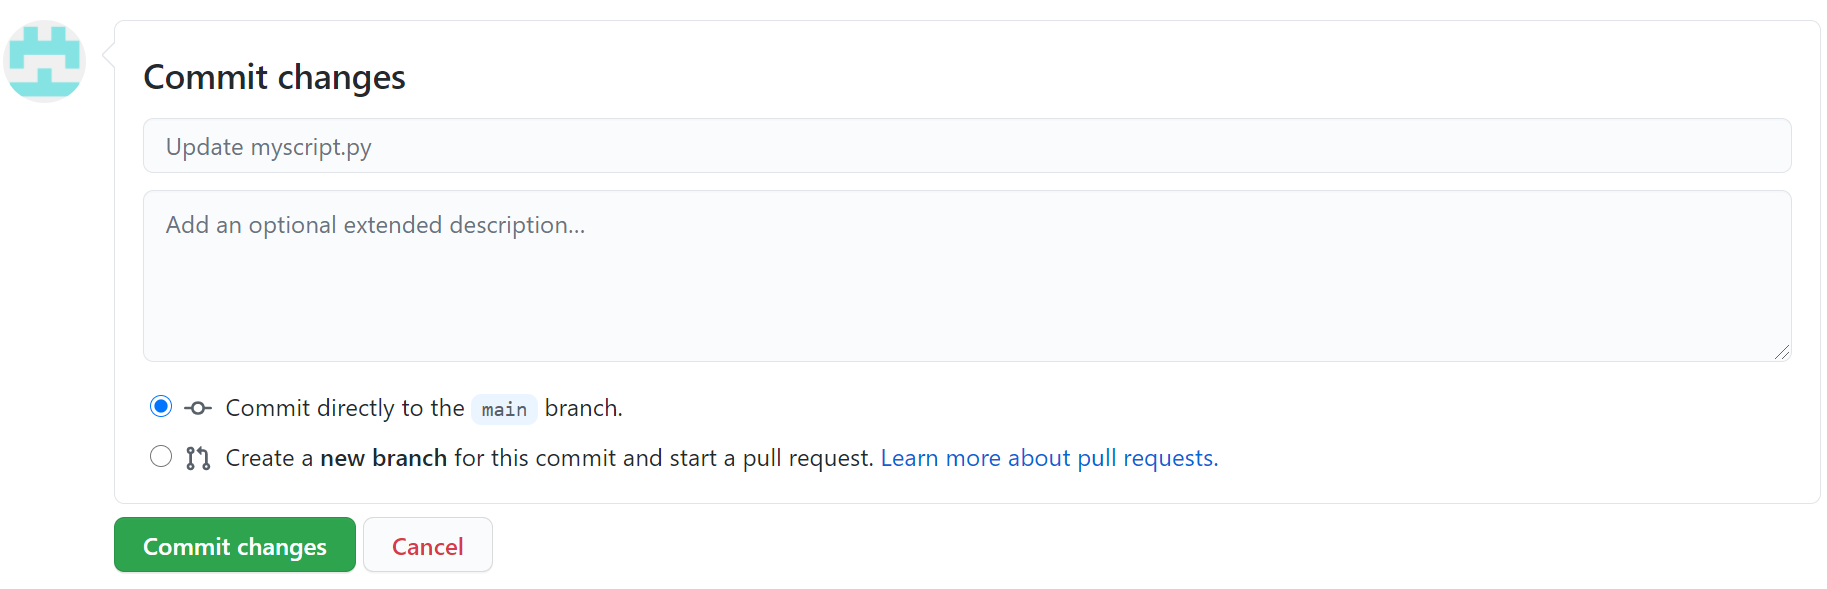 Commit changes
Update myscript.py
Add an optional extended description...
Commit directly to the main branch.
Create a new branch for this commit and start a pull request. Learn more about pull requests.
Commit changes Cancel